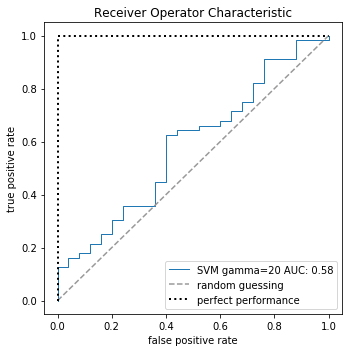 Receiver Operator Characteristic
true positive rate
1.0
0.8
0.6
0.4
0.2
0.0
SVM gamma=20 AUC: 0.58
random guessing
perfect performance
0.0 0.2 0.4 0.6 0.8 1.0
false positive rate